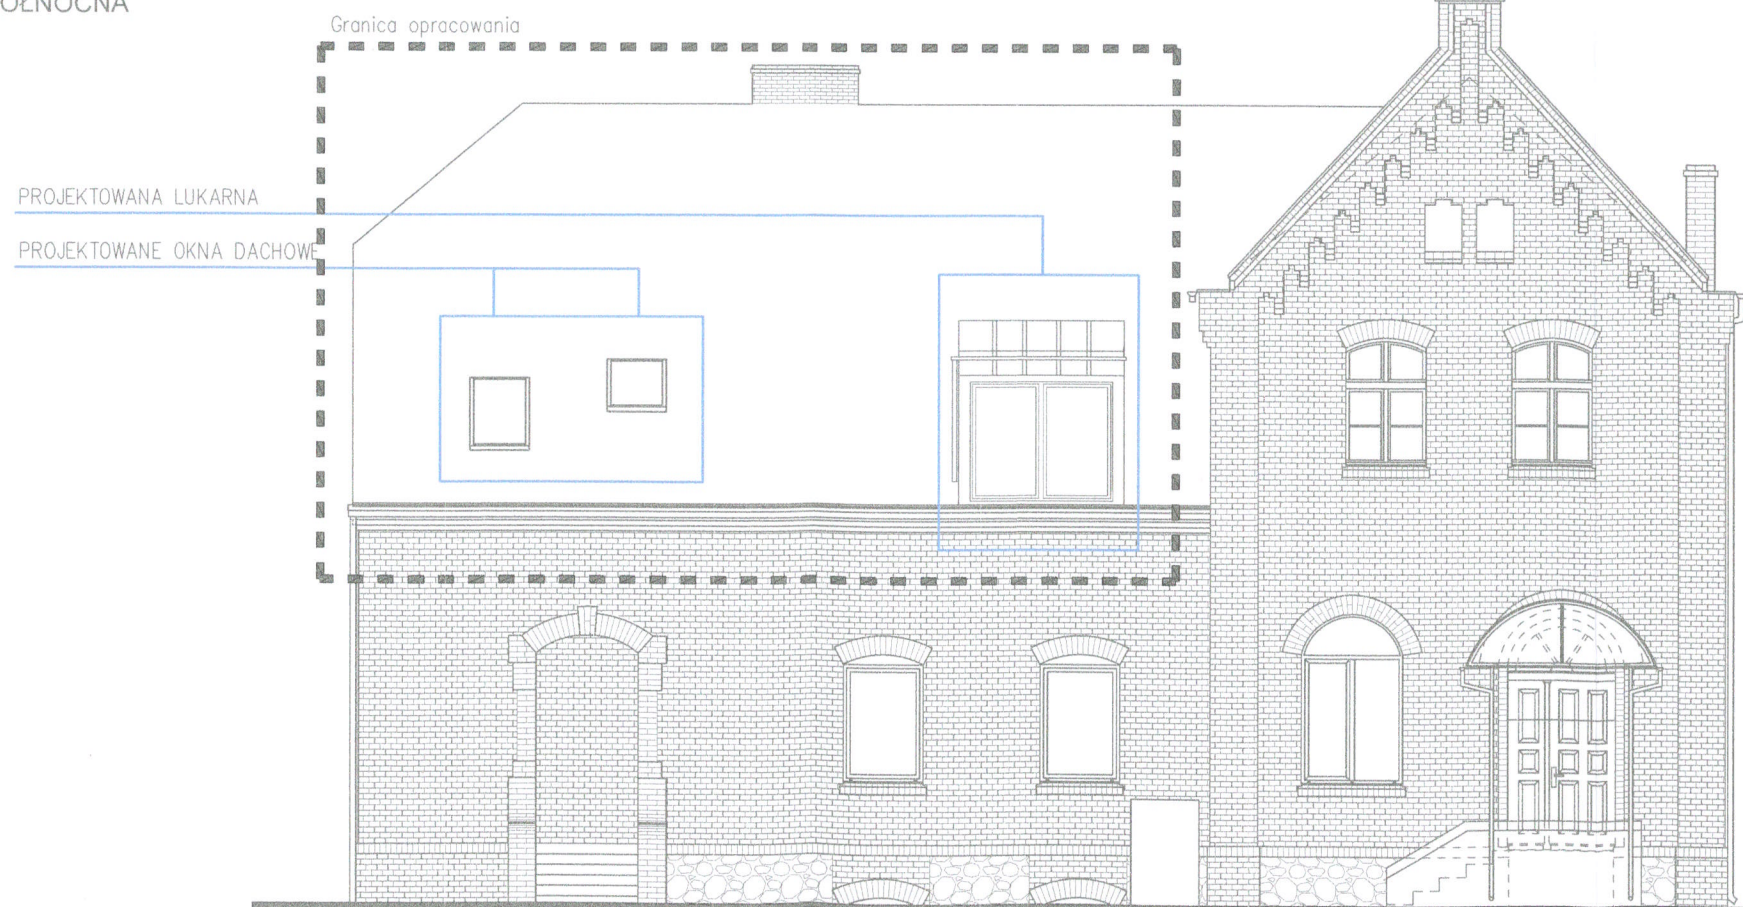 Granica opracowania
PROJEKTOWANA LUKARNA
PROJEKTOWANE OKNA DACHOWE